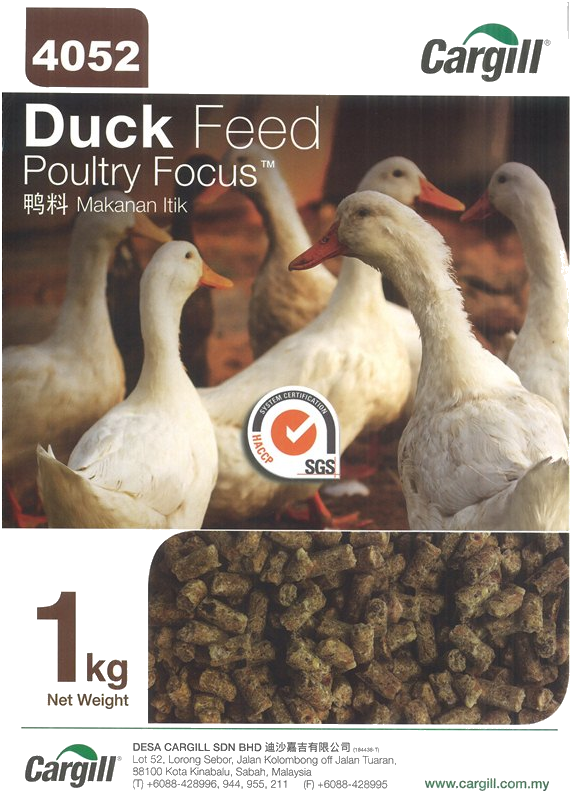 4052
Cargill®
Duck Feed
Poultry Focus™
鸭料 Makanan Itik
SYSTEM CERTIFICATION
HACCP
SGS
1kg
Net Weight
Cargill®
DESA CARGILL SDN BHD 迪沙嘉吉有限公司 (184436-T)
Lot 52, Lorong Sebor, Jalan Kolombong off Jalan Tuaran,
88100 Kota Kinabalu, Sabah, Malaysia
(T) +6088-428996, 944, 955, 211 (F) +6088-428995
www.cargill.com.my